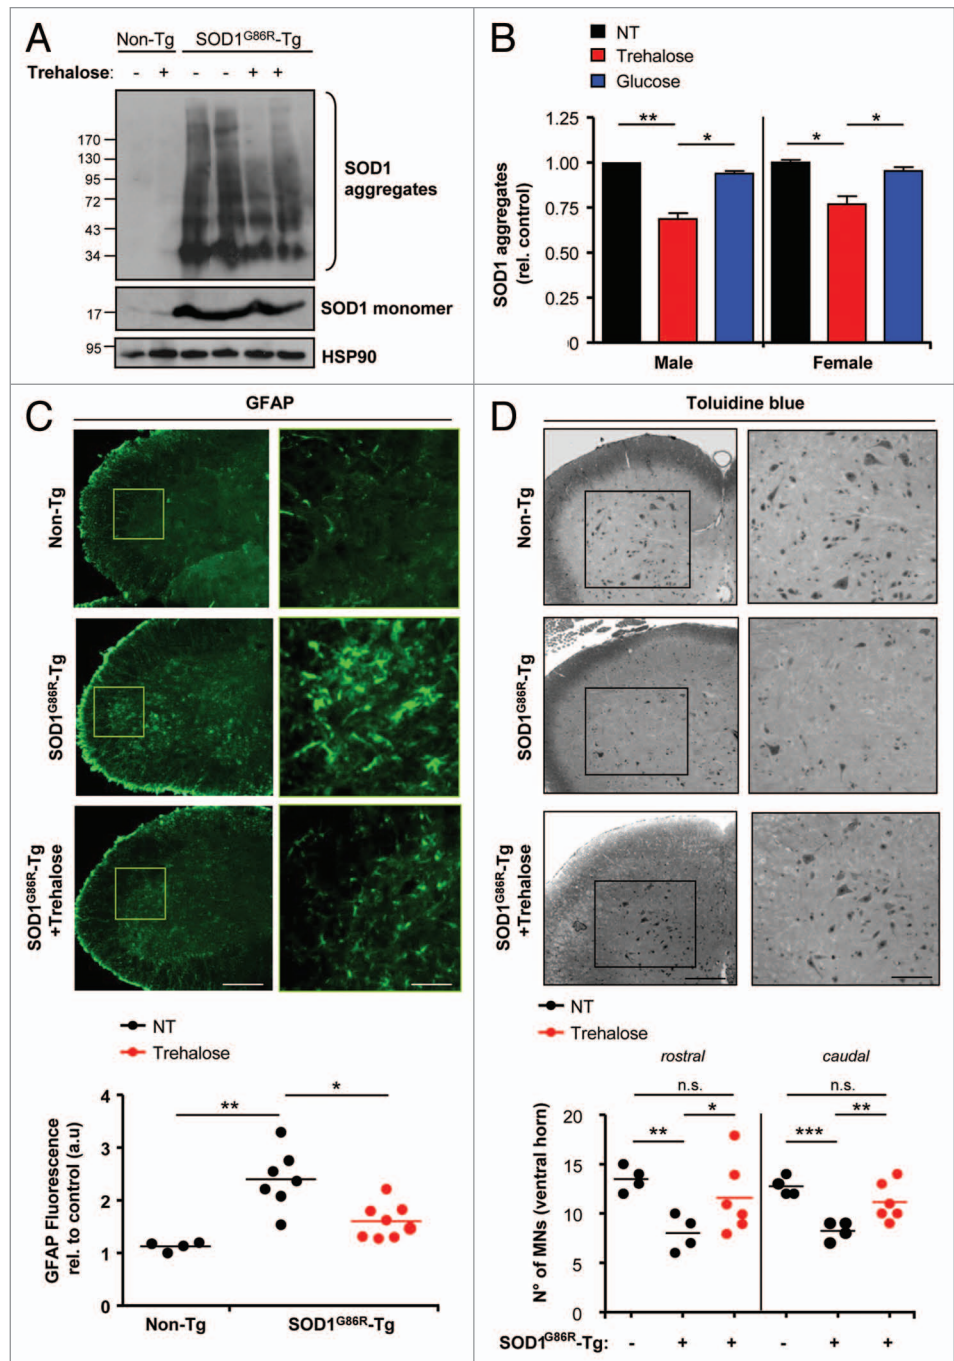 A
Non-Tg SOD1G86R-Tg
Trehalose: - + - - + +
170
130
95
72
43
34
SOD1
aggregates
17
SOD1 monomer
95
HSP90
B
NT
Trehalose
Glucose
SOD1 aggregates
(rel. control)
1.25
1.00
0.75
0.50
0.25
.00
** * * *
Male Female
C
GFAP
Non-Tg
SOD1G86R-Tg
SOD1G86R-Tg
+Trehalose
NT
Trehalose
GFAP Fluorescence
rel. to control (a.u)
4
3
2
1
0
** *
Non-Tg SOD1G86R-Tg
D
Toluidine blue
Non-Tg
SOD1G86R-Tg
SOD1G86R-Tg
+Trehalose
NT
Trehalose
rostral caudal
n.s. n.s.
** * *** **
N° of MNs (ventral horn)
20
15
10
5
0
SOD1G86R-Tg: - + + - + +